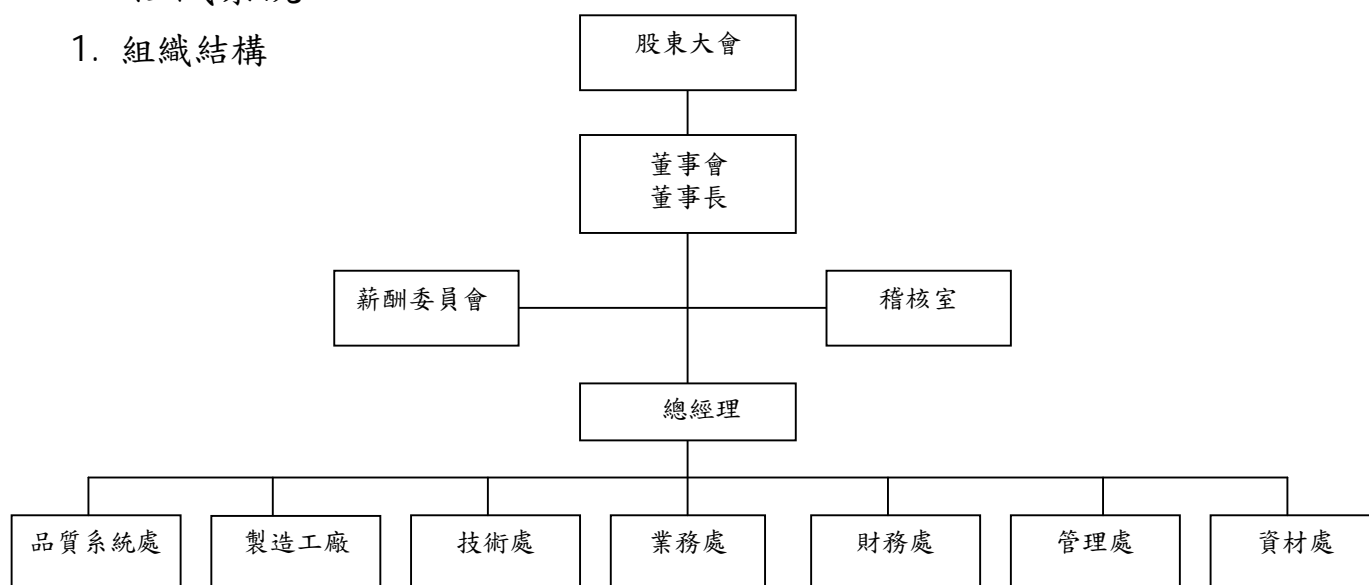 1. 組織結構
股東大會
董事會
董事長
薪酬委員會
稽核室
總經理
品質系統處
製造工廠
技術處
業務處
財務處
管理處
資材處